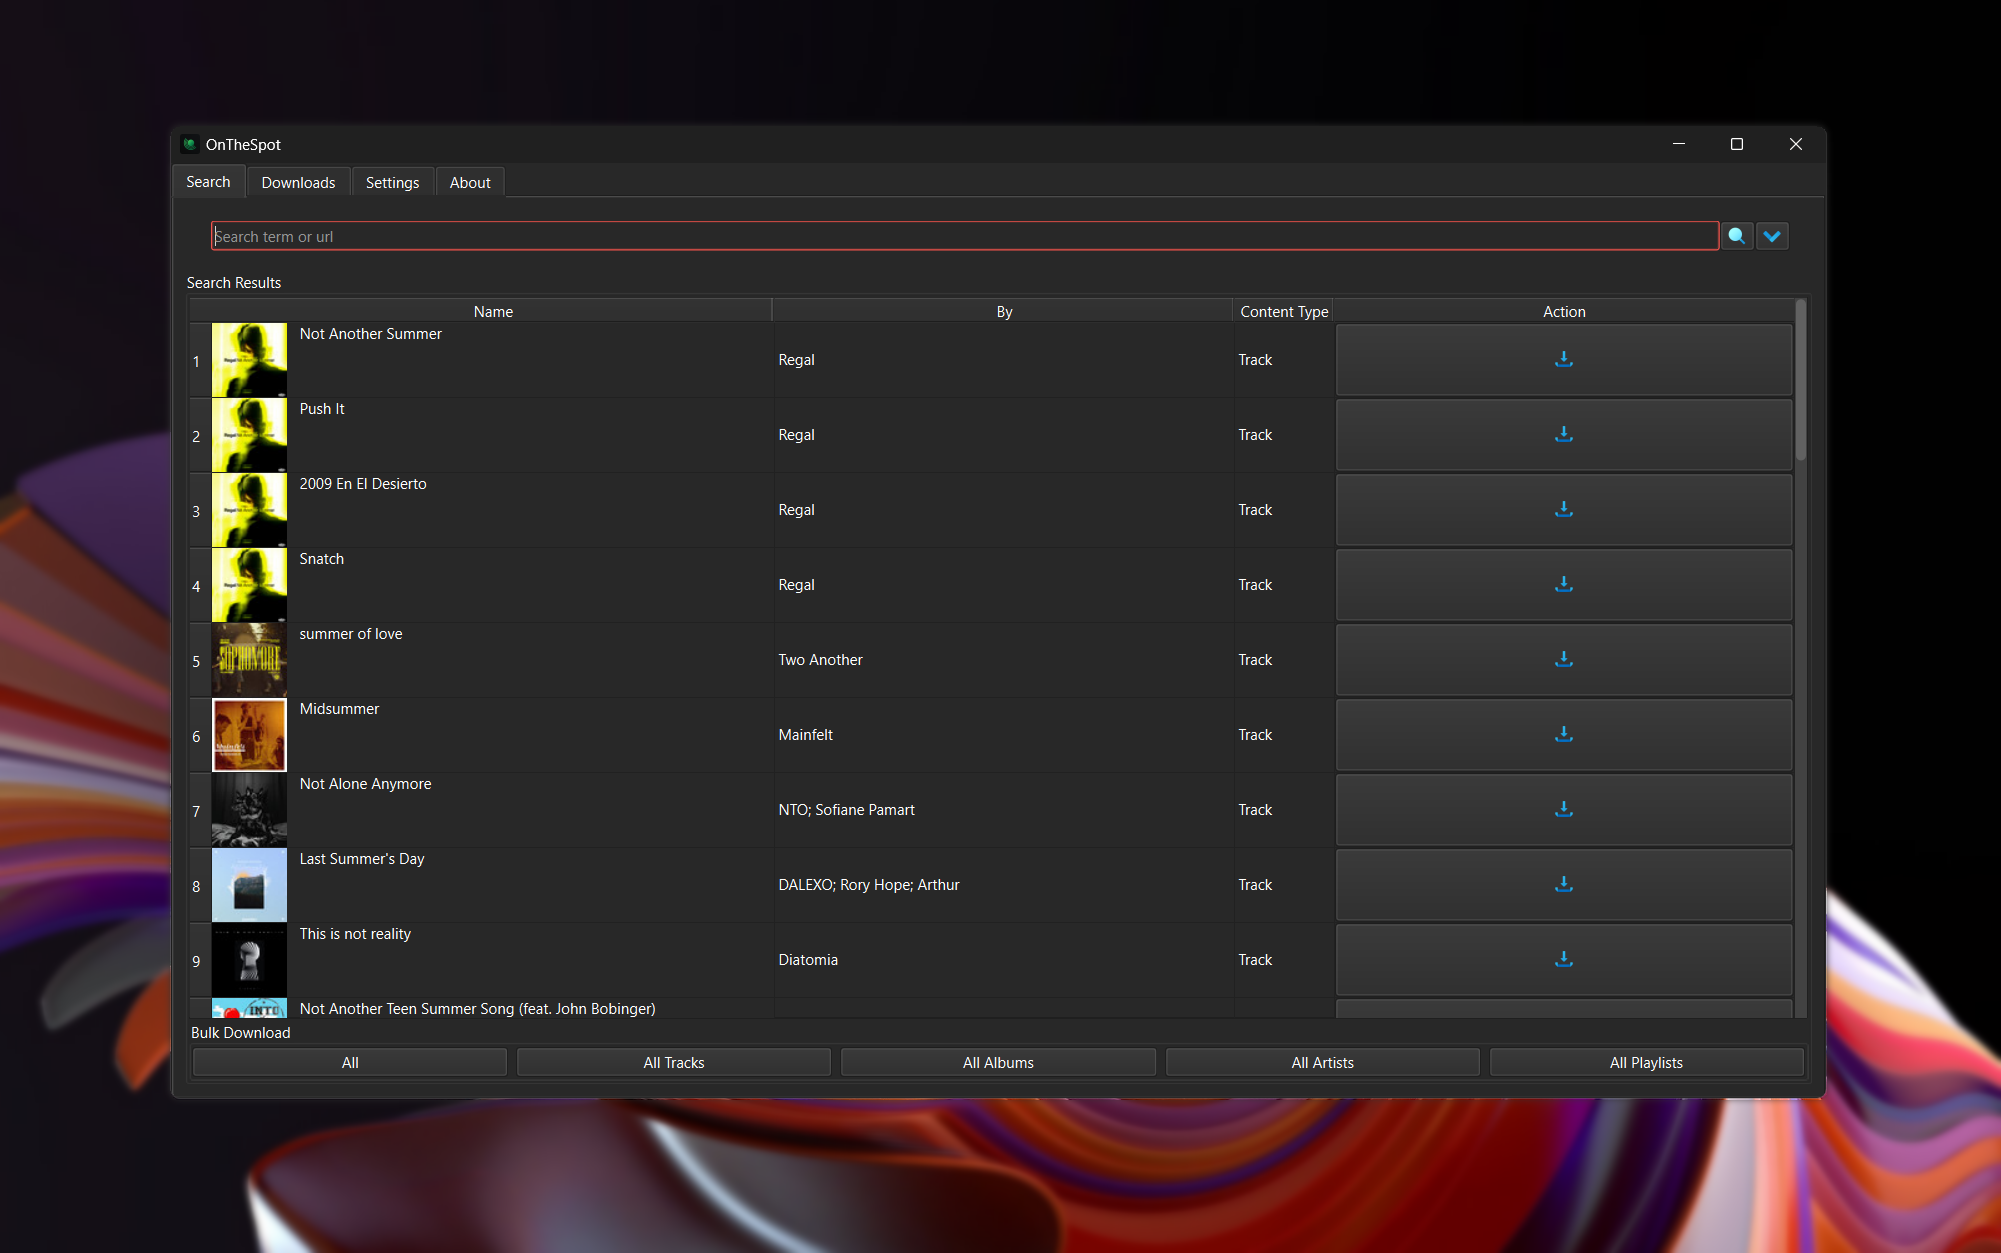 OnTheSpot
Search Downloads Settings About
Search term or url
Search Results
Name By Content Type Action
1 Not Another Summer Regal Track
2 Push It Regal Track
3 2009 En El Desierto Regal Track
4 Snatch Regal Track
5 summer of love Two Another Track
6 Midsummer Mainfelt Track
7 Not Alone Anymore NTO; Sofiane Pamart Track
8 Last Summer's Day DALEXO; Rory Hope; Arthur Track
9 This is not reality Diatomia Track
INTO
Not Another Teen Summer Song (feat. John Bobinger)
Bulk Download
All All Tracks All Albums All Artists All Playlists